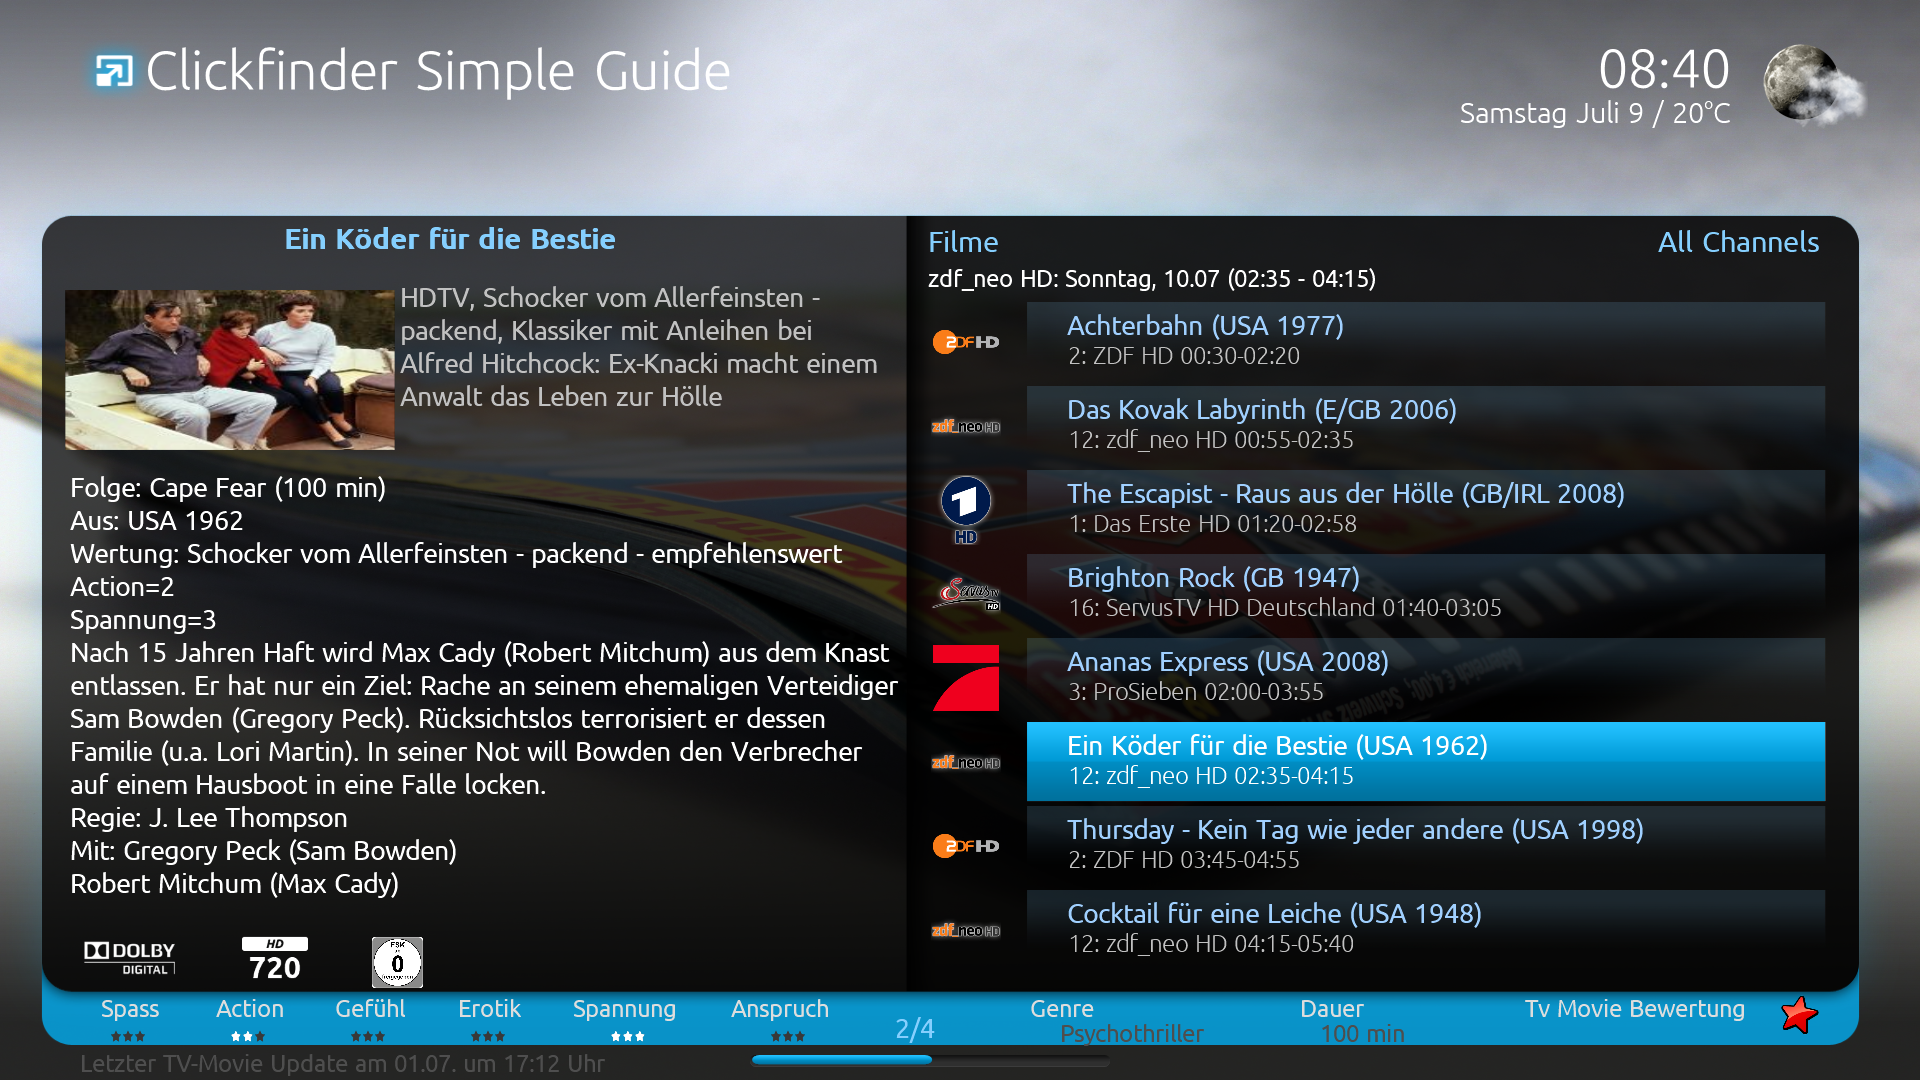 Clickfinder Simple Guide
08:40
Samstag Juli 9 / 20°C
Ein Köder für die Bestie
HDTV, Schocker vom Allerfeinsten -
packend, Klassiker mit Anleihen bei
Alfred Hitchcock: Ex-Knacki macht einem
Anwalt das Leben zur Hölle
Folge: Cape Fear (100 min)
Aus: USA 1962
Wertung: Schocker vom Allerfeinsten - packend - empfehlenswert
Action=2
Spannung=3
Nach 15 Jahren Haft wird Max Cady (Robert Mitchum) aus dem Knast
entlassen. Er hat nur ein Ziel: Rache an seinem ehemaligen Verteidiger
Sam Bowden (Gregory Peck). Rücksichtslos terrorisiert er dessen
Familie (u.a. Lori Martin). In seiner Not will Bowden den Verbrecher
auf einem Hausboot in eine Falle locken.
Regie: J. Lee Thompson
Mit: Gregory Peck (Sam Bowden)
Robert Mitchum (Max Cady)
DOLBY
DIGITAL
HD
720
FSK
0
Filme
All Channels
zdf_neo HD: Sonntag, 10.07 (02:35 - 04:15)
ZDF HD
Achterbahn (USA 1977)
2: ZDF HD 00:30-02:20
zdf_neo HD
Das Kovak Labyrinth (E/GB 2006)
12: zdf_neo HD 00:55-02:35
1
HD
The Escapist - Raus aus der Hölle (GB/IRL 2008)
1: Das Erste HD 01:20-02:58
Servus TV
HD
Brighton Rock (GB 1947)
16: ServusTV HD Deutschland 01:40-03:05
Ananas Express (USA 2008)
3: ProSieben 02:00-03:55
zdf_neo HD
Ein Köder für die Bestie (USA 1962)
12: zdf_neo HD 02:35-04:15
ZDF HD
Thursday - Kein Tag wie jeder andere (USA 1998)
2: ZDF HD 03:45-04:55
zdf_neo HD
Cocktail für eine Leiche (USA 1948)
12: zdf_neo HD 04:15-05:40
Spass
Action
Gefühl
Erotik
Spannung
Anspruch
2/4
Genre
Psychothriller
Dauer
100 min
Tv Movie Bewertung
Letzter TV-Movie Update am 01.07. um 17:12 Uhr